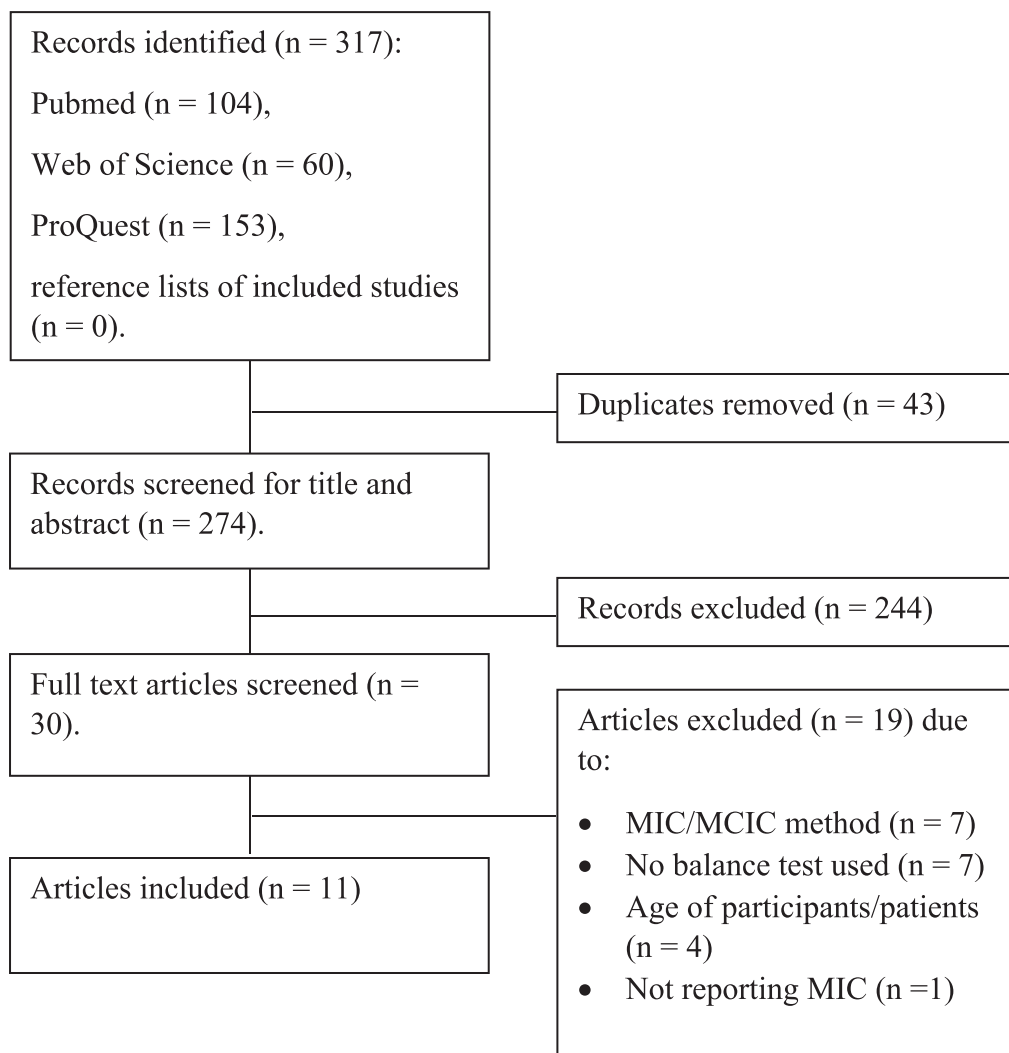 Records identified (n = 317):
Pubmed (n = 104),
Web of Science (n = 60),
ProQuest (n = 153),
reference lists of included studies
(n = 0).
Duplicates removed (n = 43)
Records screened for title and
abstract (n = 274).
Records excluded (n = 244)
Full text articles screened (n =
30).
Articles excluded (n = 19) due
to:
• MIC/MCIC method (n = 7)
• No balance test used (n = 7)
• Age of participants/patients
(n = 4)
• Not reporting MIC (n =1)
Articles included (n = 11)